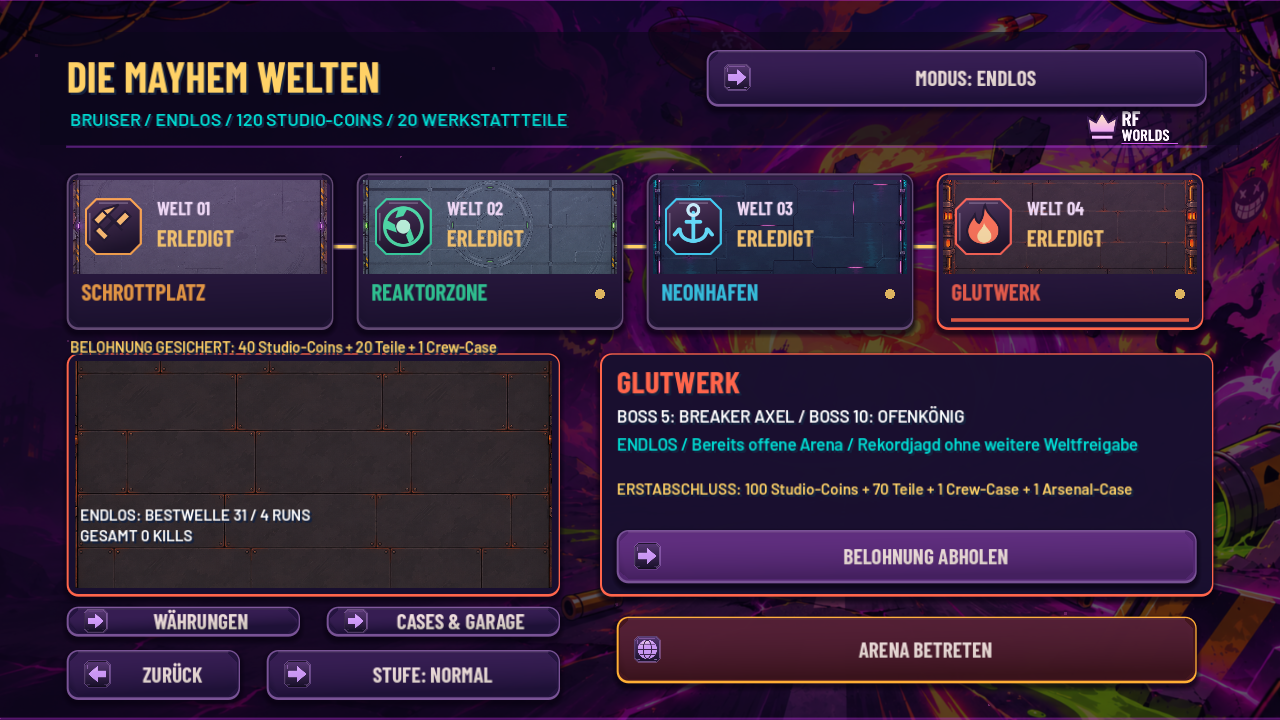 DIE MAYHEM WELTEN
BRUISER / ENDLOS / 120 STUDIO-COINS / 20 WERKSTATTTEILE
MODUS: ENDLOS
RF
WORLDS
WELT 01
ERLEDIGT
SCHROTTPLATZ
WELT 02
ERLEDIGT
REAKTORZONE
WELT 03
ERLEDIGT
NEONHAFEN
WELT 04
ERLEDIGT
GLUTWERK
BELOHNUNG GESICHERT: 40 Studio-Coins + 20 Teile + 1 Crew-Case
ENDLOS: BESTWELLE 31 / 4 RUNS
GESAMT 0 KILLS
GLUTWERK
BOSS 5: BREAKER AXEL / BOSS 10: OFENKÖNIG
ENDLOS / Bereits offene Arena / Rekordjagd ohne weitere Weltfreigabe
ERSTABSCHLUSS: 100 Studio-Coins + 70 Teile + 1 Crew-Case + 1 Arsenal-Case
BELOHNUNG ABHOLEN
WÄHRUNGEN
CASES & GARAGE
ZURÜCK
STUFE: NORMAL
ARENA BETRETEN